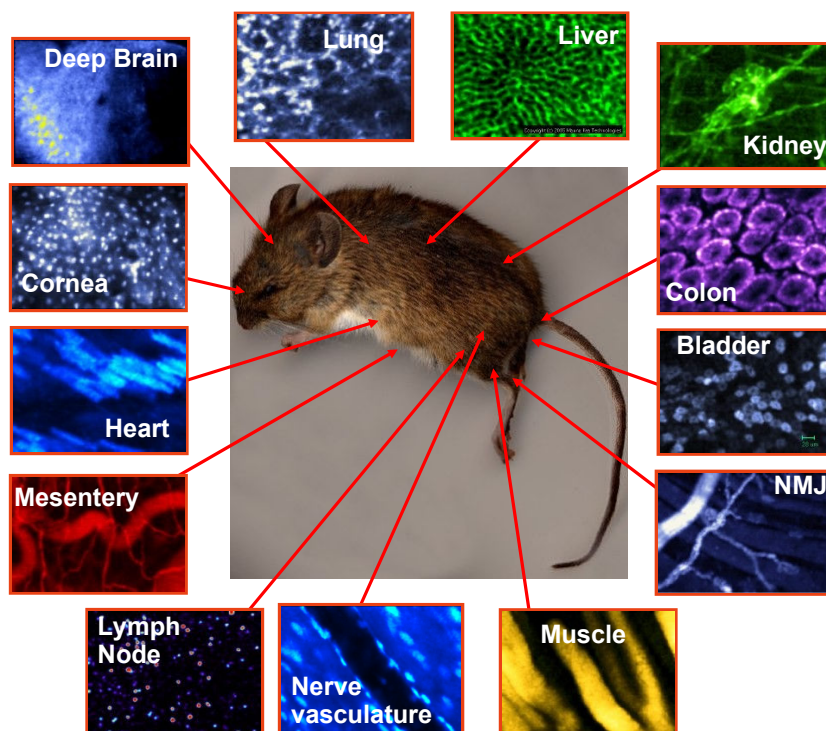 Deep Brain
Lung
Liver
Kidney
Cornea
Colon
Heart
Bladder
Mesentery
NMJ
Lymph
Node
Nerve
vasculature
Muscle